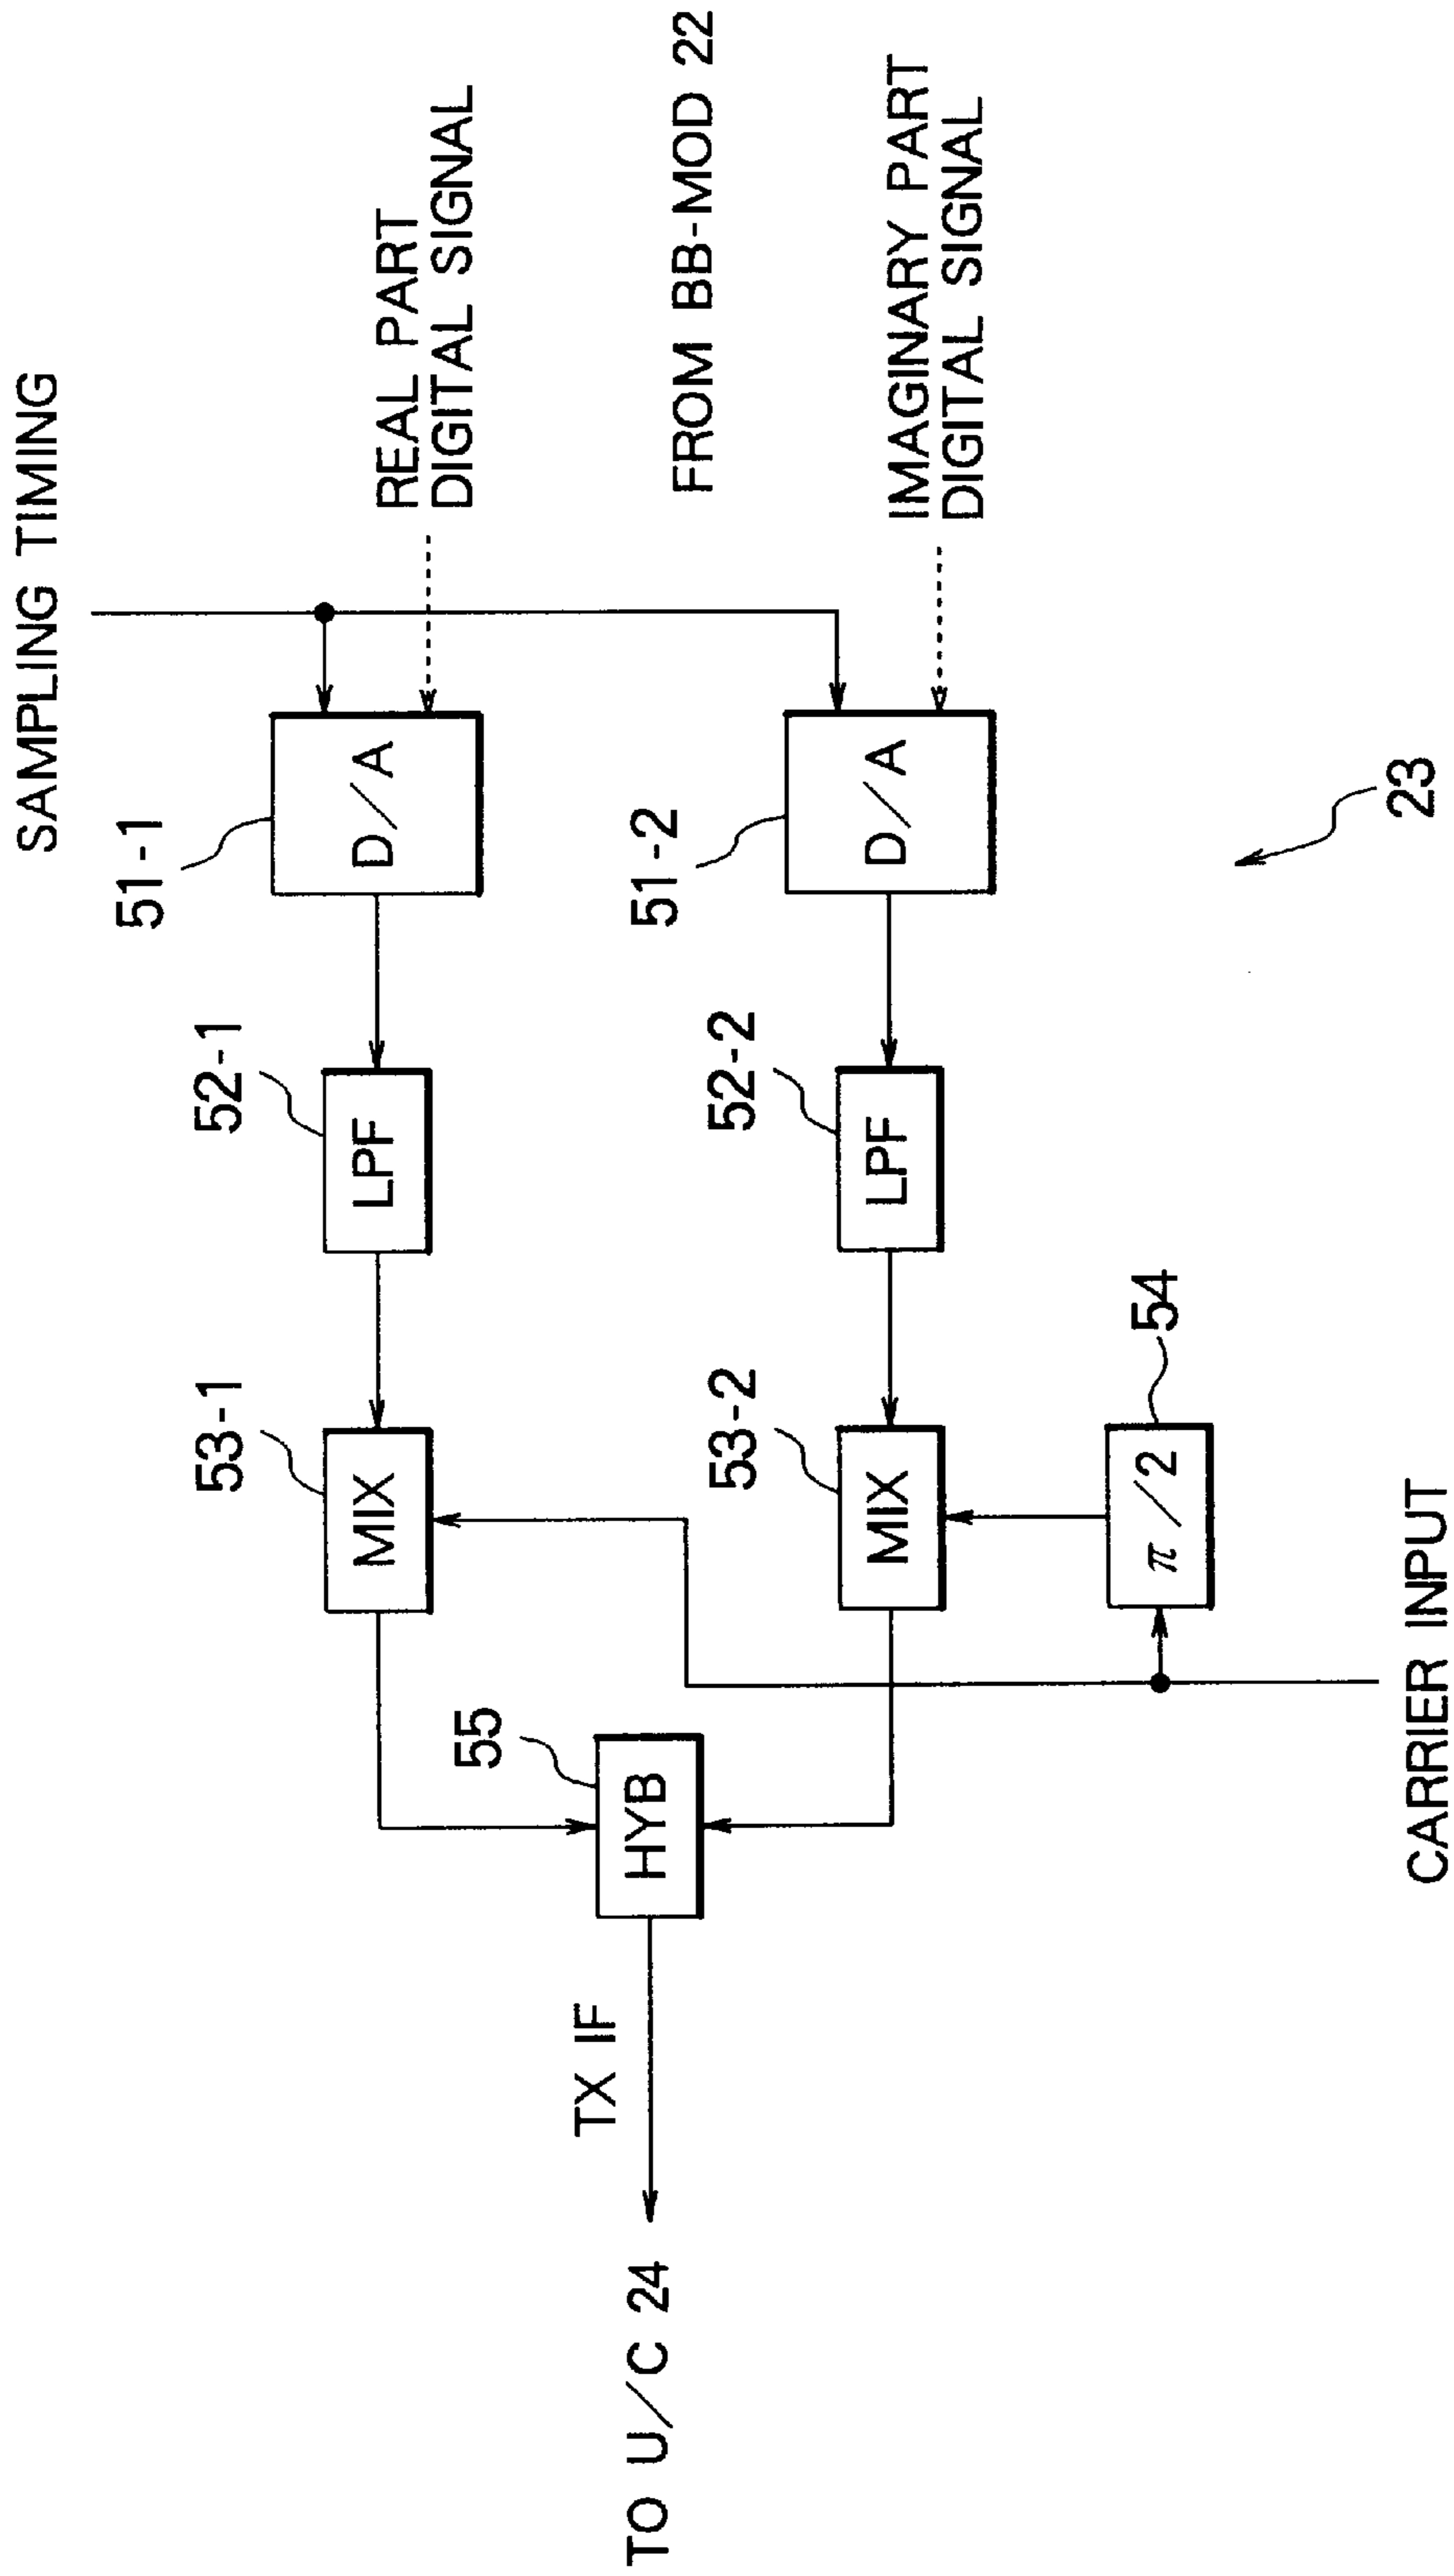 SAMPLING TIMING
REAL PART
DIGITAL SIGNAL
FROM BB-MOD 22
IMAGINARY PART
DIGITAL SIGNAL
51-1
D/A
51-2
D/A
52-1
LPF
52-2
LPF
53-1
MIX
53-2
MIX
54
π/2
55
HYB
TX IF
TO U/C 24
CARRIER INPUT
23